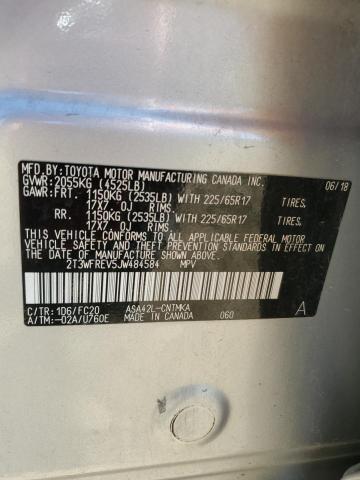 MFD.BY:TOYOTA MOTOR MANUFACTURING CANADA INC. 06/18
GVWR:2055KG (4525LB)
GAWR:FRT. 1150KG (2535LB) WITH 225/65R17 TIRES,
17X7. 0J RIMS
RR. 1150KG (2535LB) WITH 225/65R17 TIRES,
17X7. 0J RIMS
THIS VEHICLE CONFORMS TO ALL APPLICABLE FEDERAL MOTOR
VEHICLE SAFETY AND THEFT PREVENTION STANDARDS IN
EFFECT ON THE DATE OF MANUFACTURE SHOWN ABOVE.
2T3WFREV5JW484584 MPV
C/TR:1D6/FC20 ASA42L-CNTMKA
A/TM:-02A/U760E 060 A